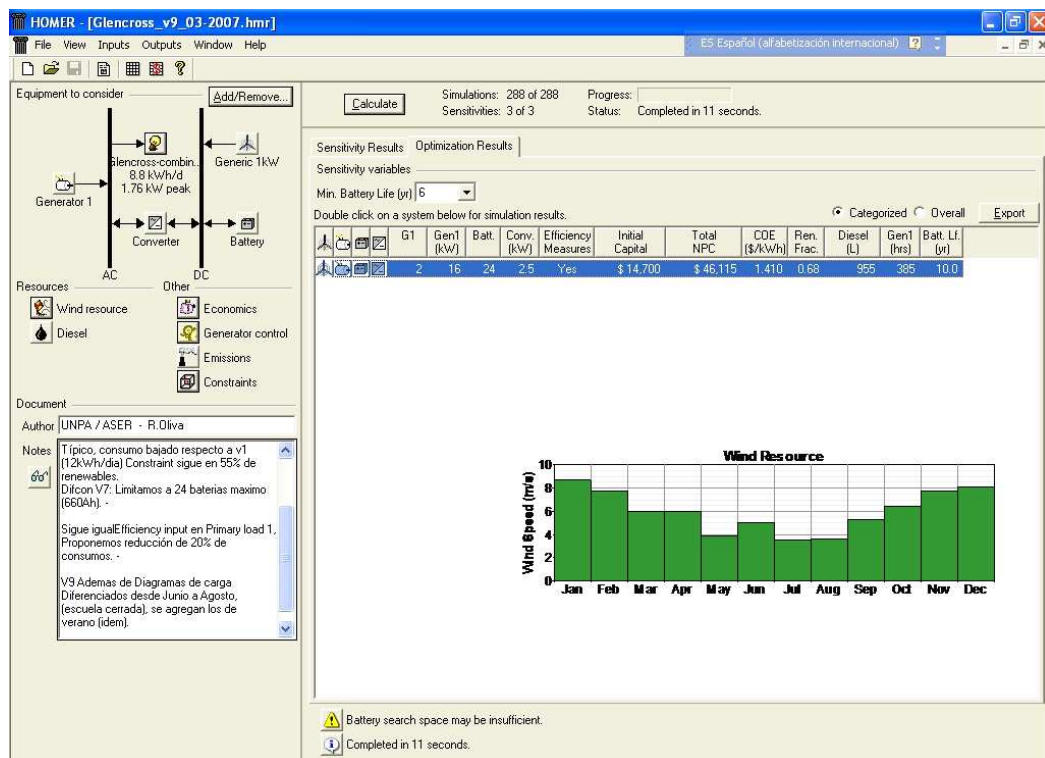 HOMER - [Glencross_v9_03-2007.hmr]
File View Inputs Outputs Window Help
ES Español (alfabetización internacional)
Equipment to consider
Add/Remove...
Glencross-combin..
8.8 kWh/d
1.76 kW peak
Generic 1kW
Generator 1
Converter
Battery
AC
DC
Resources
Other
Wind resource
Economics
Diesel
Generator control
Emissions
Constraints
Document
Author
UNPA / ASER - R.Oliva
Notes
Típico, consumo bajado respecto a v1
(12kWh/dia) Constraint sigue en 55% de
renewables.
Difcon V7: Limitamos a 24 baterias maximo
(660Ah). -
Sigue igualEfficiency input en Primary load 1,
Proponemos reducción de 20% de
consumos. -
V9 Ademas de Diagramas de carga
Diferenciados desde Junio a Agosto,
(escuela cerrada), se agregan los de
verano (idem).
Calculate
Simulations: 288 of 288
Progress:
Sensitivities: 3 of 3
Status: Completed in 11 seconds.
Sensitivity Results
Optimization Results
Sensitivity variables
Min. Battery Life (yr) 6
Double click on a system below for simulation results.
Categorized
Overall
Export
G1 Gen1 (kW) Batt. Conv. (kW) Efficiency Measures Initial Capital Total NPC COE ($/kWh) Ren. Frac. Diesel (L) Gen1 (hrs) Batt. Lf. (yr)
2 16 24 2.5 Yes $ 14,700 $ 46,115 1.410 0.68 955 385 10.0
Wind Resource
Wind Speed (m/s)
10
8
6
4
2
0
Jan Feb Mar Apr May Jun Jul Aug Sep Oct Nov Dec
Battery search space may be insufficient.
Completed in 11 seconds.